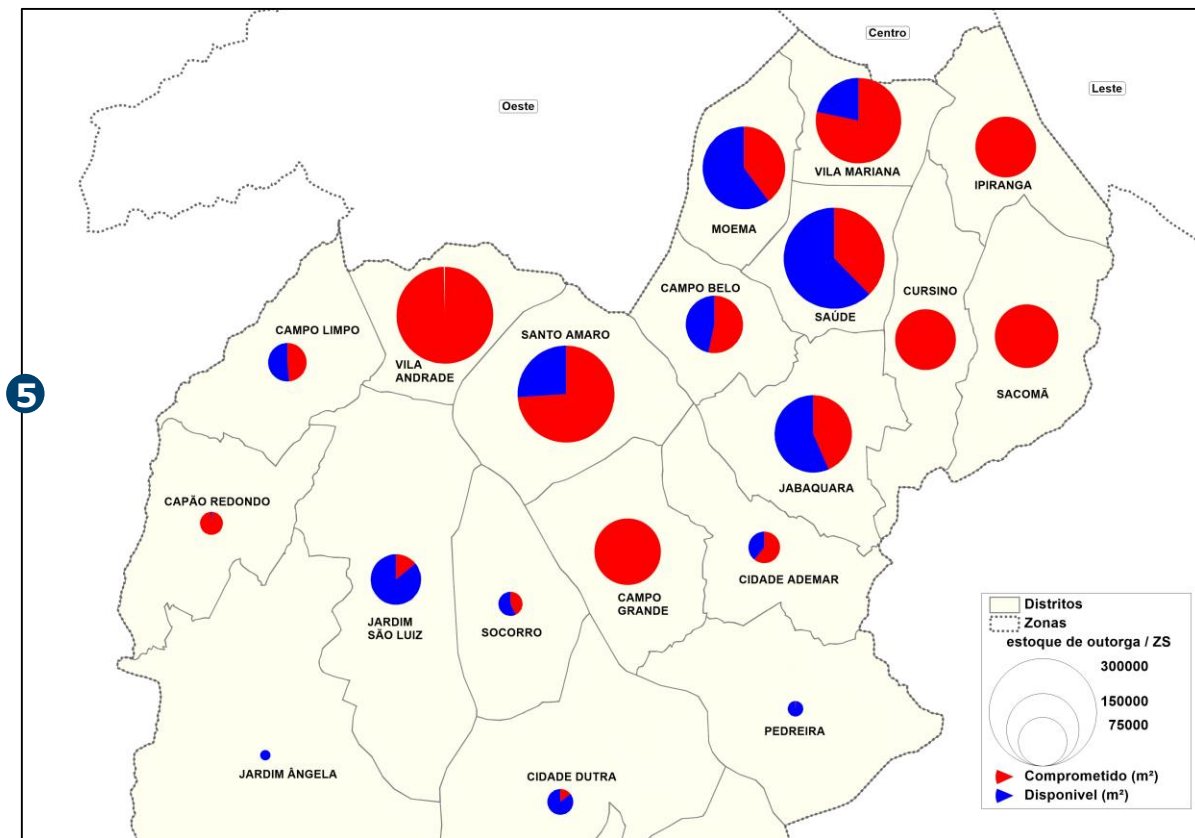 Centro
Oeste
Leste
VILA MARIANA
IPIRANGA
MOEMA
CAMPO BELO
CURSINO
SAÚDE
CAMPO LIMPO
SANTO AMARO
VILA
ANDRADE
SACOMÃ
5
JABAQUARA
CAPÃO REDONDO
CIDADE ADEMAR
CAMPO
GRANDE
JARDIM
SÃO LUIZ
SOCORRO
PEDREIRA
JARDIM ÂNGELA
CIDADE DUTRA
Distritos
Zonas
estoque de outorga / ZS
300000
150000
75000
Comprometido (m²)
Disponivel (m²)